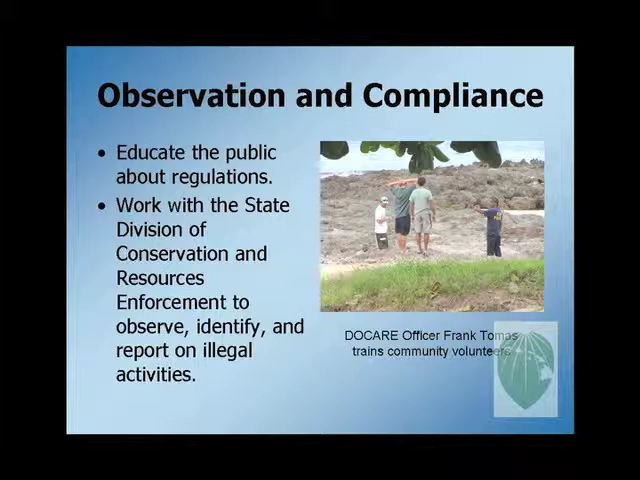 Observation and Compliance
• Educate the public
about regulations.
• Work with the State
Division of
Conservation and
Resources
Enforcement to
observe, identify, and
report on illegal
activities.
DOCARE Officer Frank Tomas
trains community volunteers